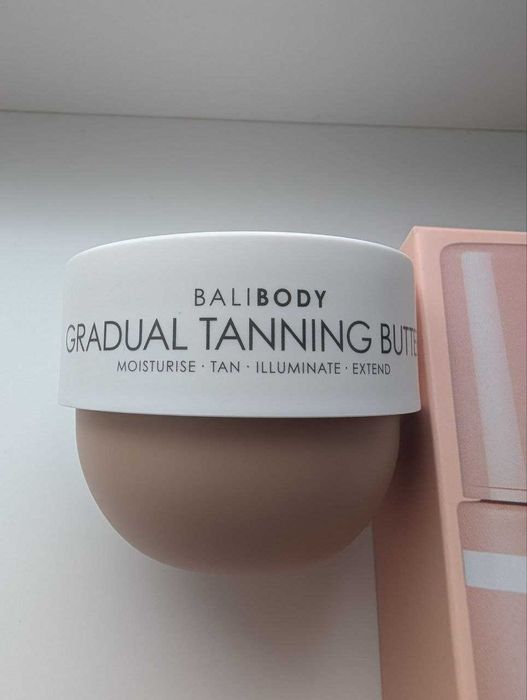 BALIBODY
GRADUAL TANNING BUTTE
MOISTURISE · TAN · ILLUMINATE · EXTEND